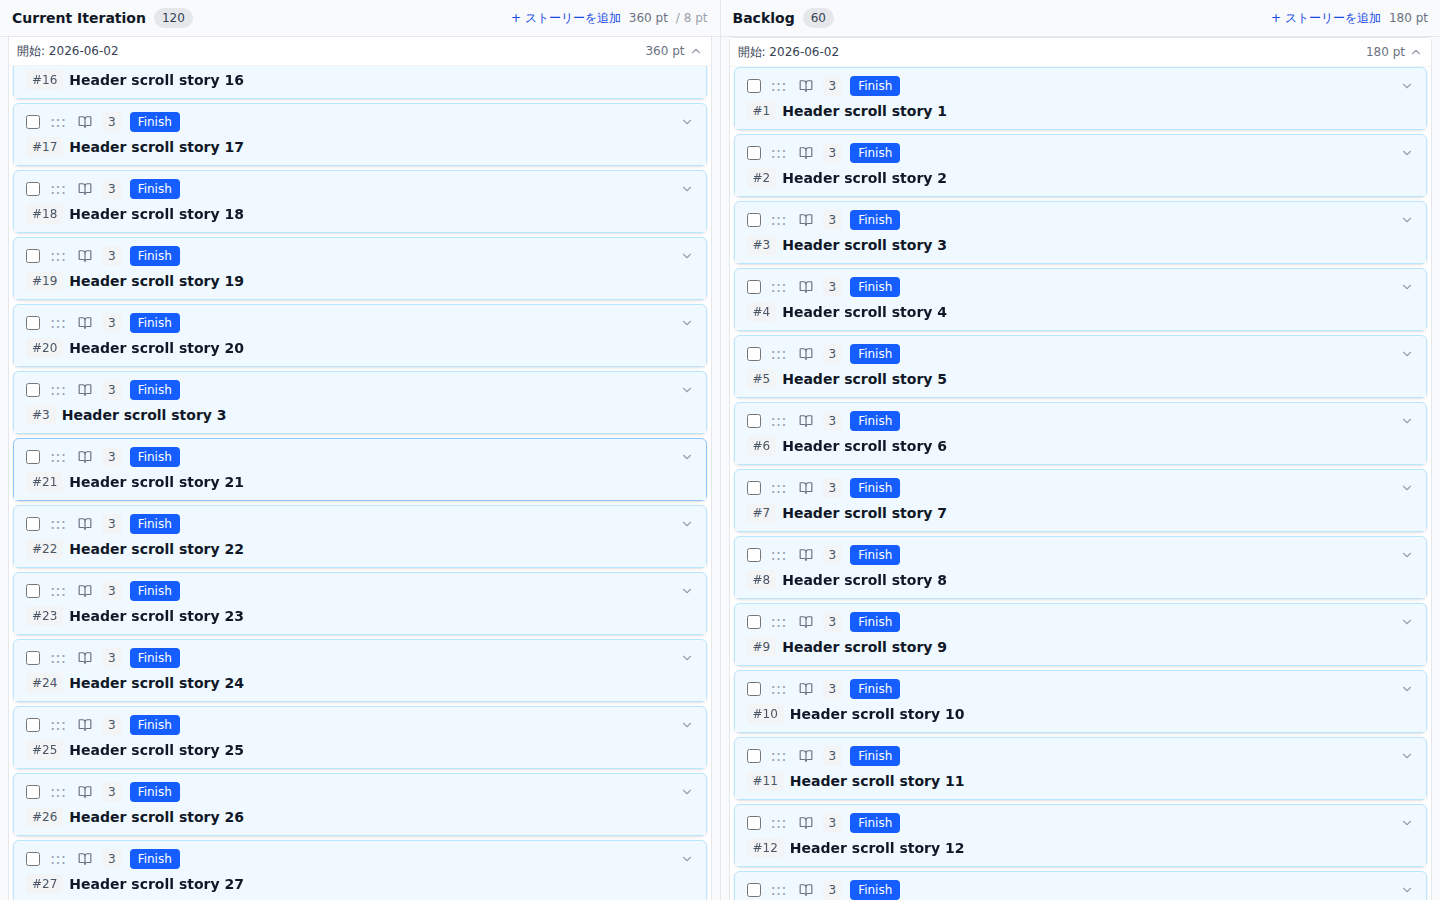 Current Iteration 120 + ストーリーを追加 360 pt / 8 pt
開始: 2026-06-02 360 pt
#16 Header scroll story 16
3 Finish
#17 Header scroll story 17
3 Finish
#18 Header scroll story 18
3 Finish
#19 Header scroll story 19
3 Finish
#20 Header scroll story 20
3 Finish
#3 Header scroll story 3
3 Finish
#21 Header scroll story 21
3 Finish
#22 Header scroll story 22
3 Finish
#23 Header scroll story 23
3 Finish
#24 Header scroll story 24
3 Finish
#25 Header scroll story 25
3 Finish
#26 Header scroll story 26
3 Finish
#27 Header scroll story 27
Backlog 60 + ストーリーを追加 180 pt
開始: 2026-06-02 180 pt
3 Finish
#1 Header scroll story 1
3 Finish
#2 Header scroll story 2
3 Finish
#3 Header scroll story 3
3 Finish
#4 Header scroll story 4
3 Finish
#5 Header scroll story 5
3 Finish
#6 Header scroll story 6
3 Finish
#7 Header scroll story 7
3 Finish
#8 Header scroll story 8
3 Finish
#9 Header scroll story 9
3 Finish
#10 Header scroll story 10
3 Finish
#11 Header scroll story 11
3 Finish
#12 Header scroll story 12
3 Finish